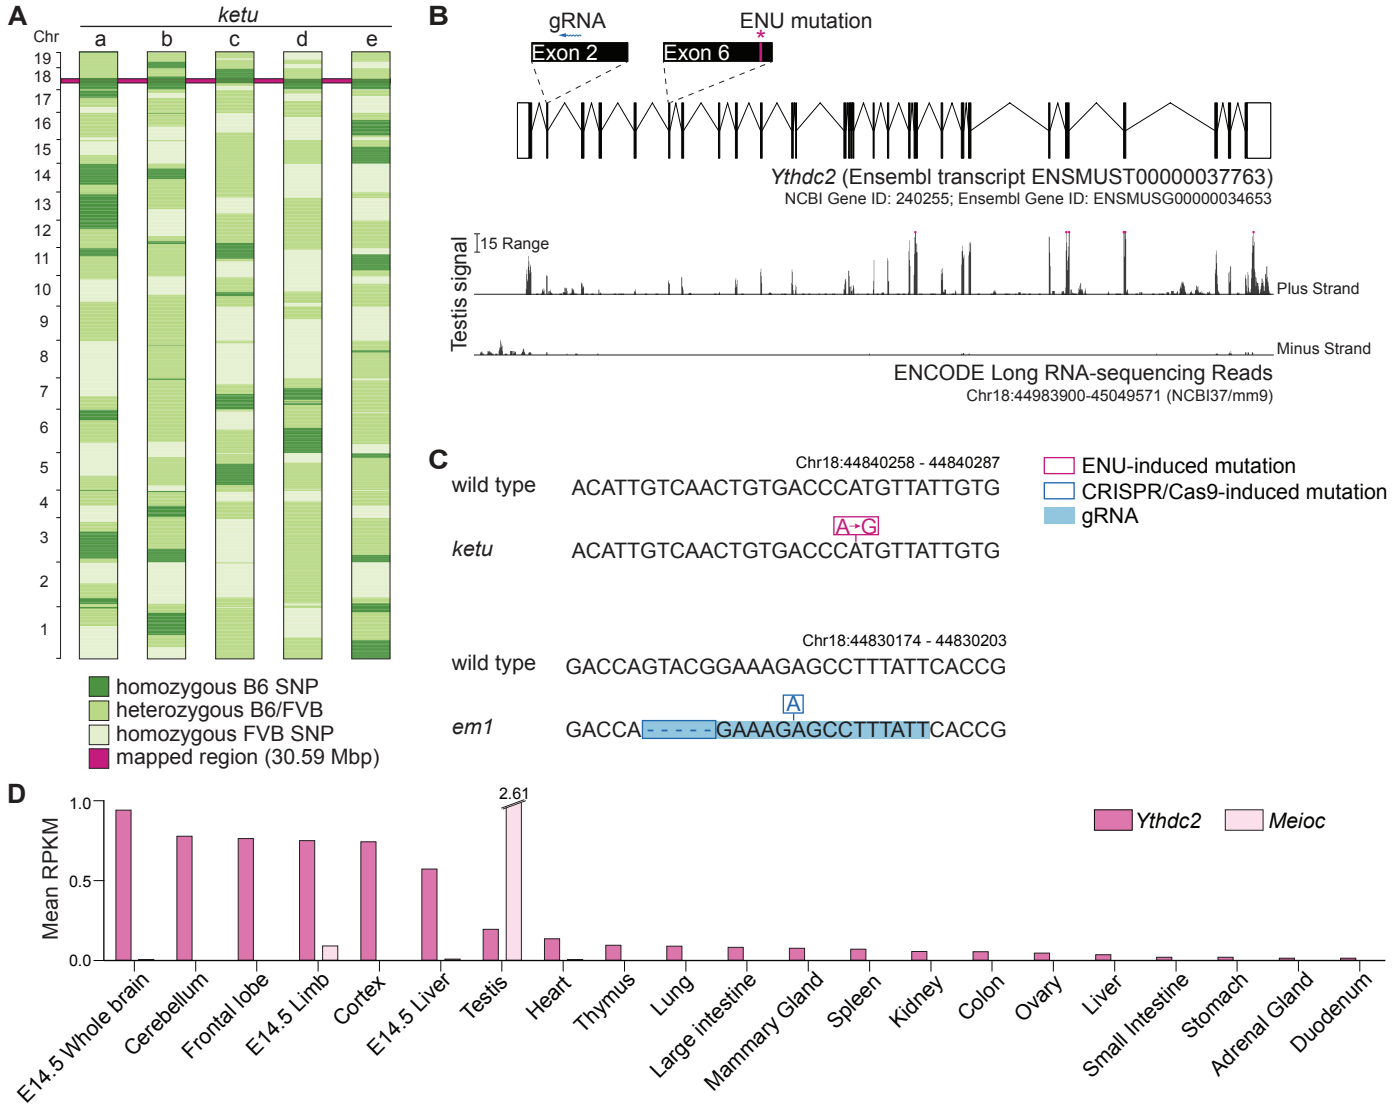 A
ketu
Chr
a b c d e
19
18
17
16
15
14
13
12
11
10
9
8
7
6
5
4
3
2
1
homozygous B6 SNP
heterozygous B6/FVB
homozygous FVB SNP
mapped region (30.59 Mbp)
B
gRNA
ENU mutation
*
Exon 2
Exon 6
Ythdc2 (Ensembl transcript ENSMUST00000037763)
NCBI Gene ID: 240255; Ensembl Gene ID: ENSMUSG00000034653
Testis signal
15 Range
Plus Strand
Minus Strand
ENCODE Long RNA-sequencing Reads
Chr18:44983900-45049571 (NCBI37/mm9)
C
Chr18:44840258 - 44840287
wild type ACATTGTCAACTGTGACCCATGTTATTGTG
A→G
ketu ACATTGTCAACTGTGACCCATGTTATTGTG
Chr18:44830174 - 44830203
wild type GACCAGTACGGAAAGAGCCTTTATTCACCG
A
em1 GACCA-----GAAAGAGCCTTTATTCACCG
ENU-induced mutation
CRISPR/Cas9-induced mutation
gRNA
D
Mean RPKM
1.0
0.5
0.0
2.61
Ythdc2
Meioc
E14.5 Whole brain
Cerebellum
Frontal lobe
E14.5 Limb
Cortex
E14.5 Liver
Testis
Heart
Thymus
Lung
Large intestine
Mammary Gland
Spleen
Kidney
Colon
Ovary
Liver
Small Intestine
Stomach
Adrenal Gland
Duodenum